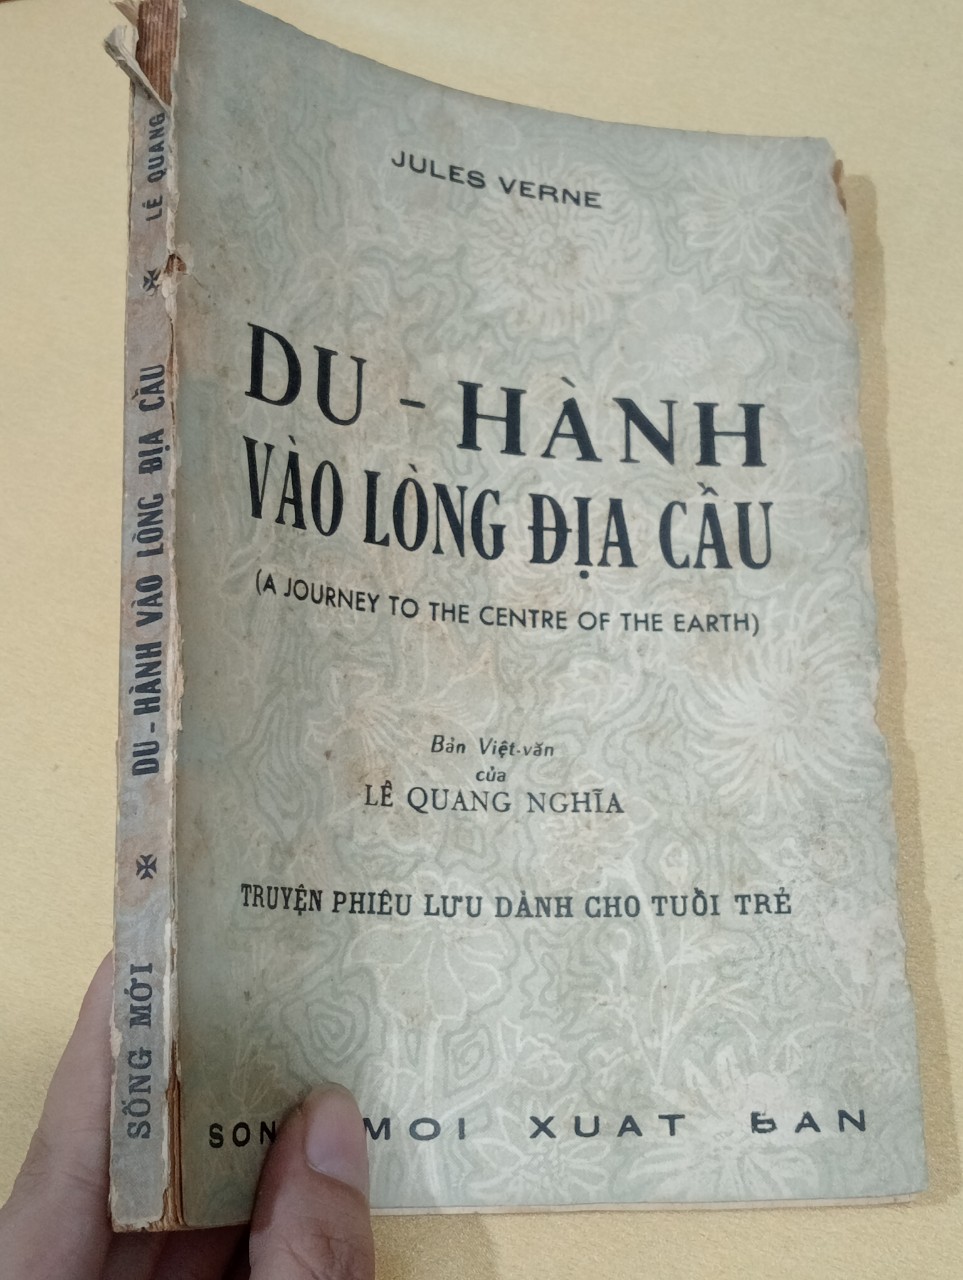 JULES VERNE
DU - HÀNH
VÀO LÒNG ĐỊA CẦU
(A JOURNEY TO THE CENTRE OF THE EARTH)
Bản Việt-văn
của
LÊ QUANG NGHĨA
TRUYỆN PHIÊU LƯU DÀNH CHO TUỔI TRẺ
MOI XUAT BAN
SỐNG MỚI ✠ DU - HÀNH VÀO LÒNG ĐỊA CẦU ✠ LÊ QUANG